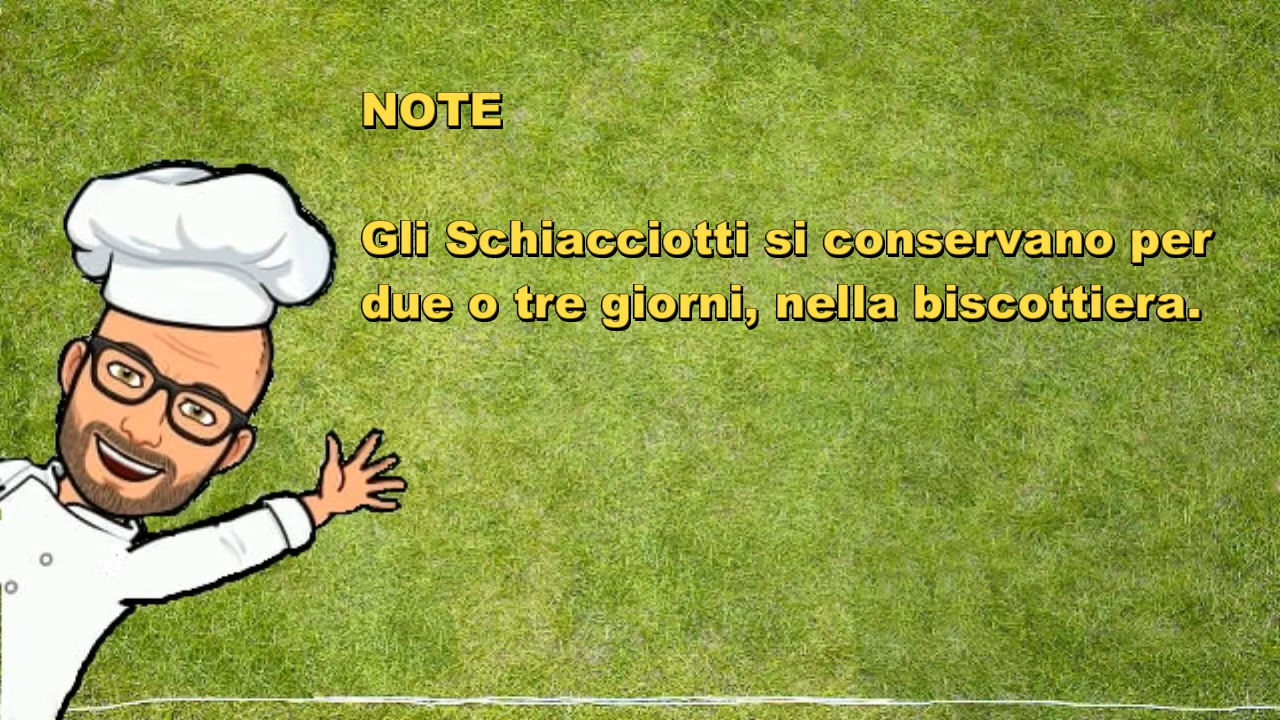 NOTE
Gli Schiacciotti si conservano per
due o tre giorni, nella biscottiera.